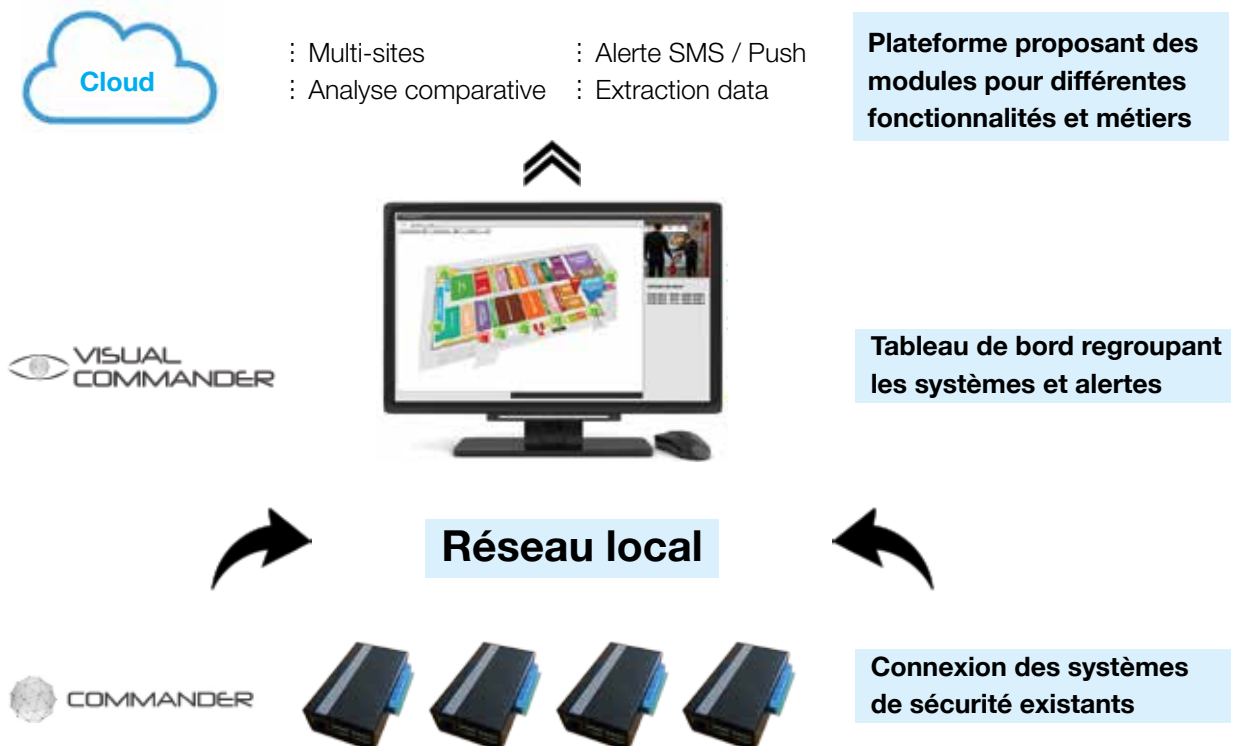 Cloud
⋮ Multi-sites
⋮ Analyse comparative
⋮ Alerte SMS / Push
⋮ Extraction data
Plateforme proposant des
modules pour différentes
fonctionnalités et métiers
VISUAL
COMMANDER
Tableau de bord regroupant
les systèmes et alertes
Réseau local
COMMANDER
Connexion des systèmes
de sécurité existants